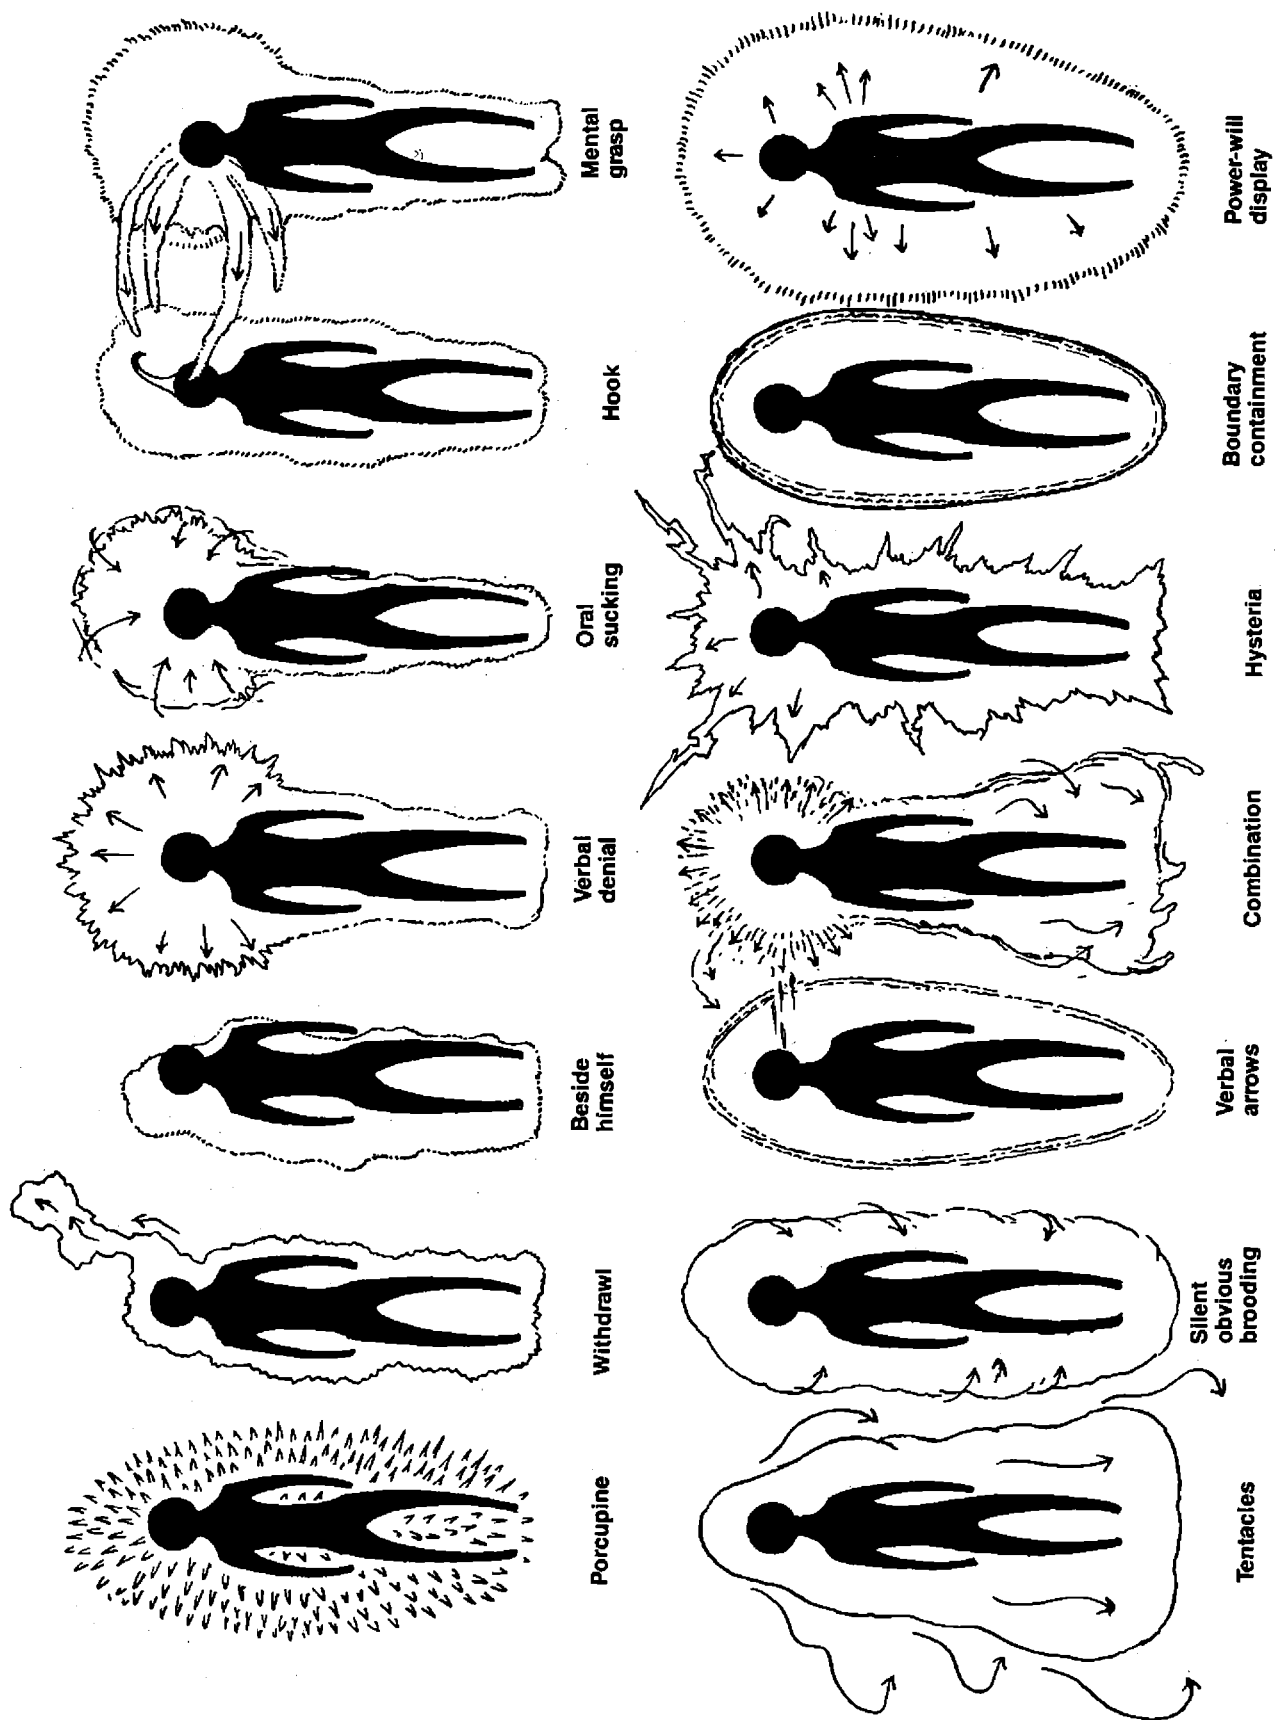 Porcupine
Withdrawl
Beside
himself
Verbal
denial
Oral
sucking
Hook
Mental
grasp
Tentacles
Silent
obvious
brooding
Verbal
arrows
Combination
Hysteria
Boundary
containment
Power-will
display